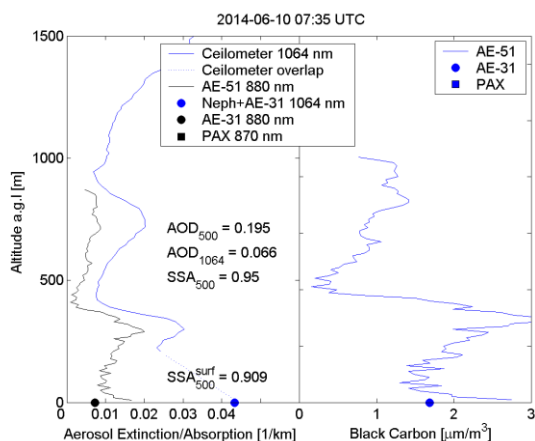 2014-06-10 07:35 UTC
1500
1000
500
0
Altitude a.g.l [m]
Ceilometer 1064 nm
Ceilometer overlap
AE-51 880 nm
Neph+AE-31 1064 nm
AE-31 880 nm
PAX 870 nm
AOD500 = 0.195
AOD1064 = 0.066
SSA500 = 0.95
SSA500surf = 0.909
0 0.01 0.02 0.03 0.04
Aerosol Extinction/Absorption [1/km]
AE-51
AE-31
PAX
0 1 2 3
Black Carbon [μm/m³]